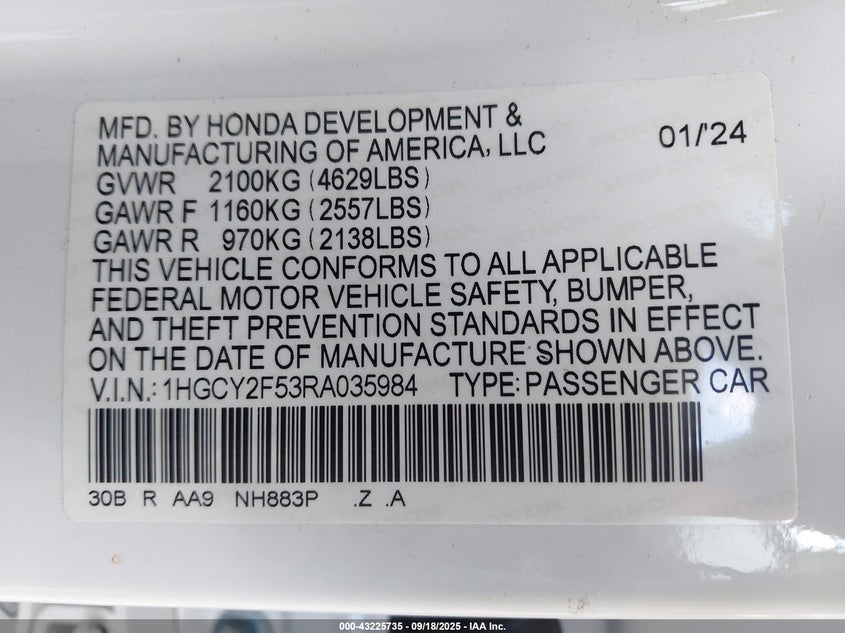 MFD. BY HONDA DEVELOPMENT &
MANUFACTURING OF AMERICA, LLC 01/'24
GVWR 2100KG (4629LBS)
GAWR F 1160KG (2557LBS)
GAWR R 970KG (2138LBS)
THIS VEHICLE CONFORMS TO ALL APPLICABLE
FEDERAL MOTOR VEHICLE SAFETY, BUMPER,
AND THEFT PREVENTION STANDARDS IN EFFECT
ON THE DATE OF MANUFACTURE SHOWN ABOVE.
V.I.N.: 1HGCY2F53RA035984 TYPE: PASSENGER CAR
30B R AA9 NH883P .Z .A
000-43225735 - 09/18/2025 - IAA Inc.